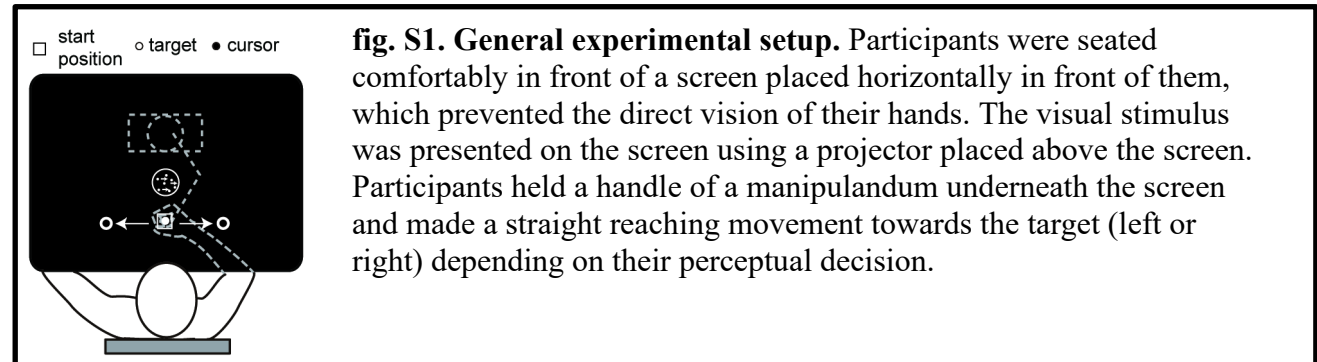 start
position
target
cursor
fig. S1. General experimental setup. Participants were seated
comfortably in front of a screen placed horizontally in front of them,
which prevented the direct vision of their hands. The visual stimulus
was presented on the screen using a projector placed above the screen.
Participants held a handle of a manipulandum underneath the screen
and made a straight reaching movement towards the target (left or
right) depending on their perceptual decision.